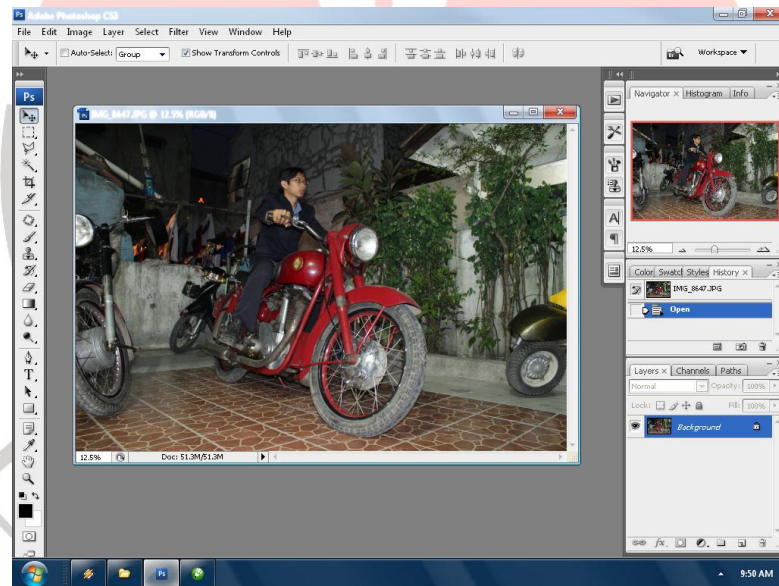 Ps Adobe Photoshop CS3
File Edit Image Layer Select Filter View Window Help
Auto-Select: Group Show Transform Controls Workspace
Ps
IMG_8647.JPG @ 12.5% (RGB/8)
12.5% Doc: 51.3M/51.3M
Navigator × Histogram Info
12.5%
Color Swatcl Styles History ×
IMG_8647.JPG
Open
Layers × Channels Paths
Normal Opacity: 100%
Lock: Fill: 100%
Background
T
A
Ps
9:50 AM